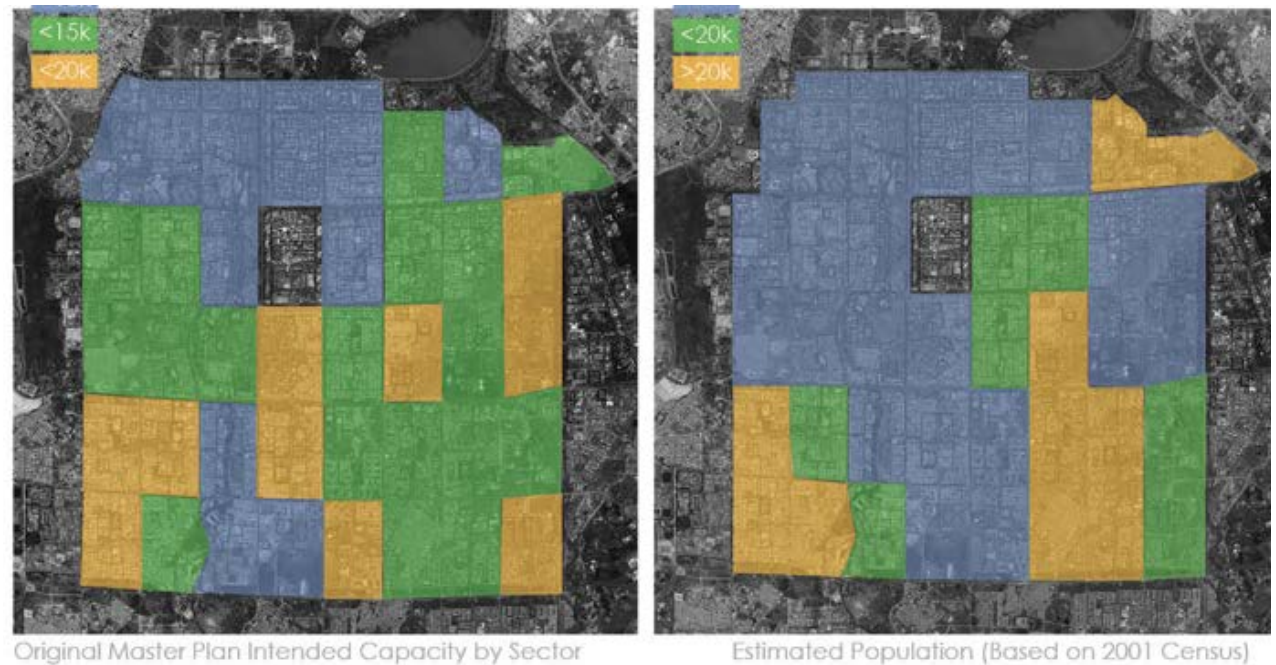 <15k
<20k
<20k
>20k
Original Master Plan Intended Capacity by Sector
Estimated Population (Based on 2001 Census)